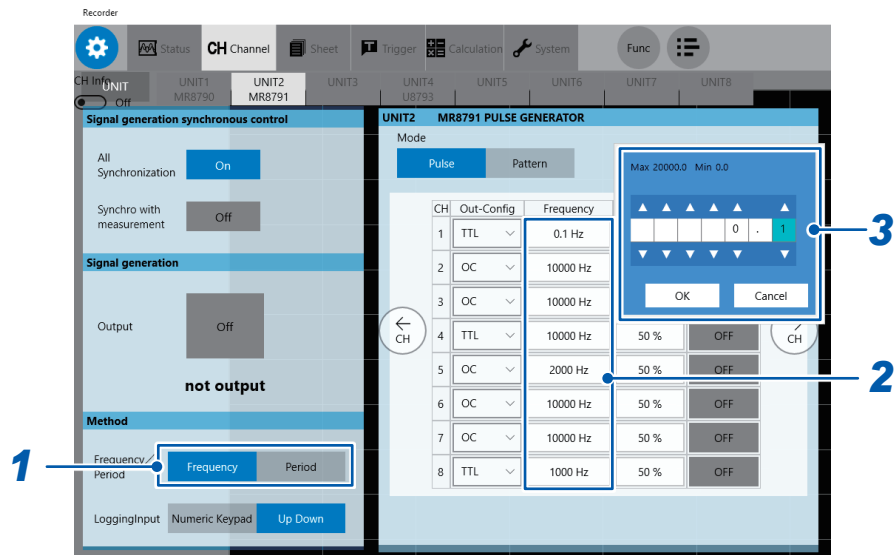 Recorder
Status CH Channel Sheet Trigger Calculation System Func
CH Info UNIT UNIT1 UNIT2 UNIT3 UNIT4 UNIT5 UNIT6 UNIT7 UNIT8
Off MR8790 MR8791 U8793
Signal generation synchronous control
All
Synchronization
On
Synchro with
measurement
Off
Signal generation
Output
Off
not output
Method
1
Frequency/
Period
Frequency Period
LoggingInput Numeric Keypad Up Down
UNIT2 MR8791 PULSE GENERATOR
Mode
Pulse Pattern
CH Out-Config Frequency
1 TTL 0.1 Hz
2 OC 10000 Hz
3 OC 10000 Hz
4 TTL 10000 Hz 50 % OFF
5 OC 2000 Hz 50 % OFF
6 OC 10000 Hz 50 % OFF
7 OC 10000 Hz 50 % OFF
8 TTL 1000 Hz 50 % OFF
CH
CH
2
Max 20000.0 Min 0.0
0 . 1
OK Cancel
3